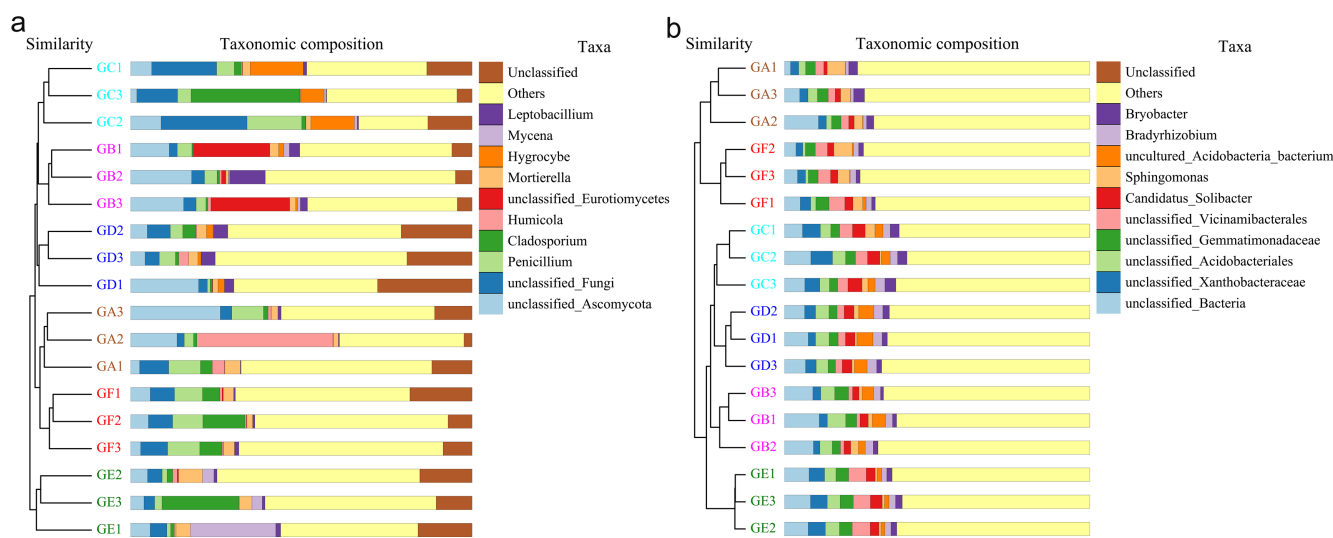 a
Similarity
Taxonomic composition
Taxa
GC1
GC3
GC2
GB1
GB2
GB3
GD2
GD3
GD1
GA3
GA2
GA1
GF1
GF2
GF3
GE2
GE3
GE1
Unclassified
Others
Leptobacillium
Mycena
Hygrocybe
Mortierella
unclassified_Eurotiomycetes
Humicola
Cladosporium
Penicillium
unclassified_Fungi
unclassified_Ascomycota
b
Similarity
Taxonomic composition
Taxa
GA1
GA3
GA2
GF2
GF3
GF1
GC1
GC2
GC3
GD2
GD1
GD3
GB3
GB1
GB2
GE1
GE3
GE2
Unclassified
Others
Bryobacter
Bradyrhizobium
uncultured_Acidobacteria_bacterium
Sphingomonas
Candidatus_Solibacter
unclassified_Vicinamibacterales
unclassified_Gemmatimonadaceae
unclassified_Acidobacteriales
unclassified_Xanthobacteraceae
unclassified_Bacteria